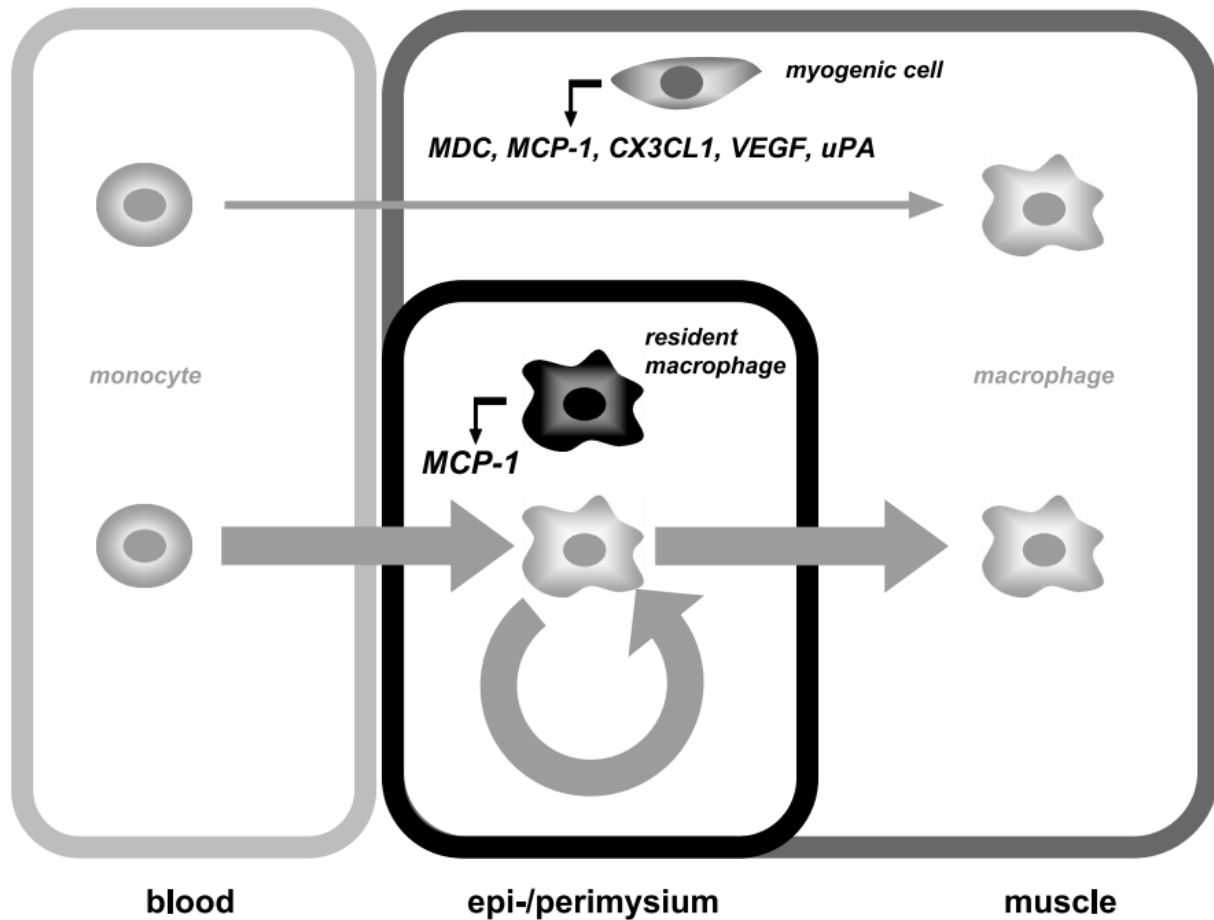 myogenic cell
MDC, MCP-1, CX3CL1, VEGF, uPA
resident
macrophage
monocyte
macrophage
MCP-1
blood
epi-/perimysium
muscle